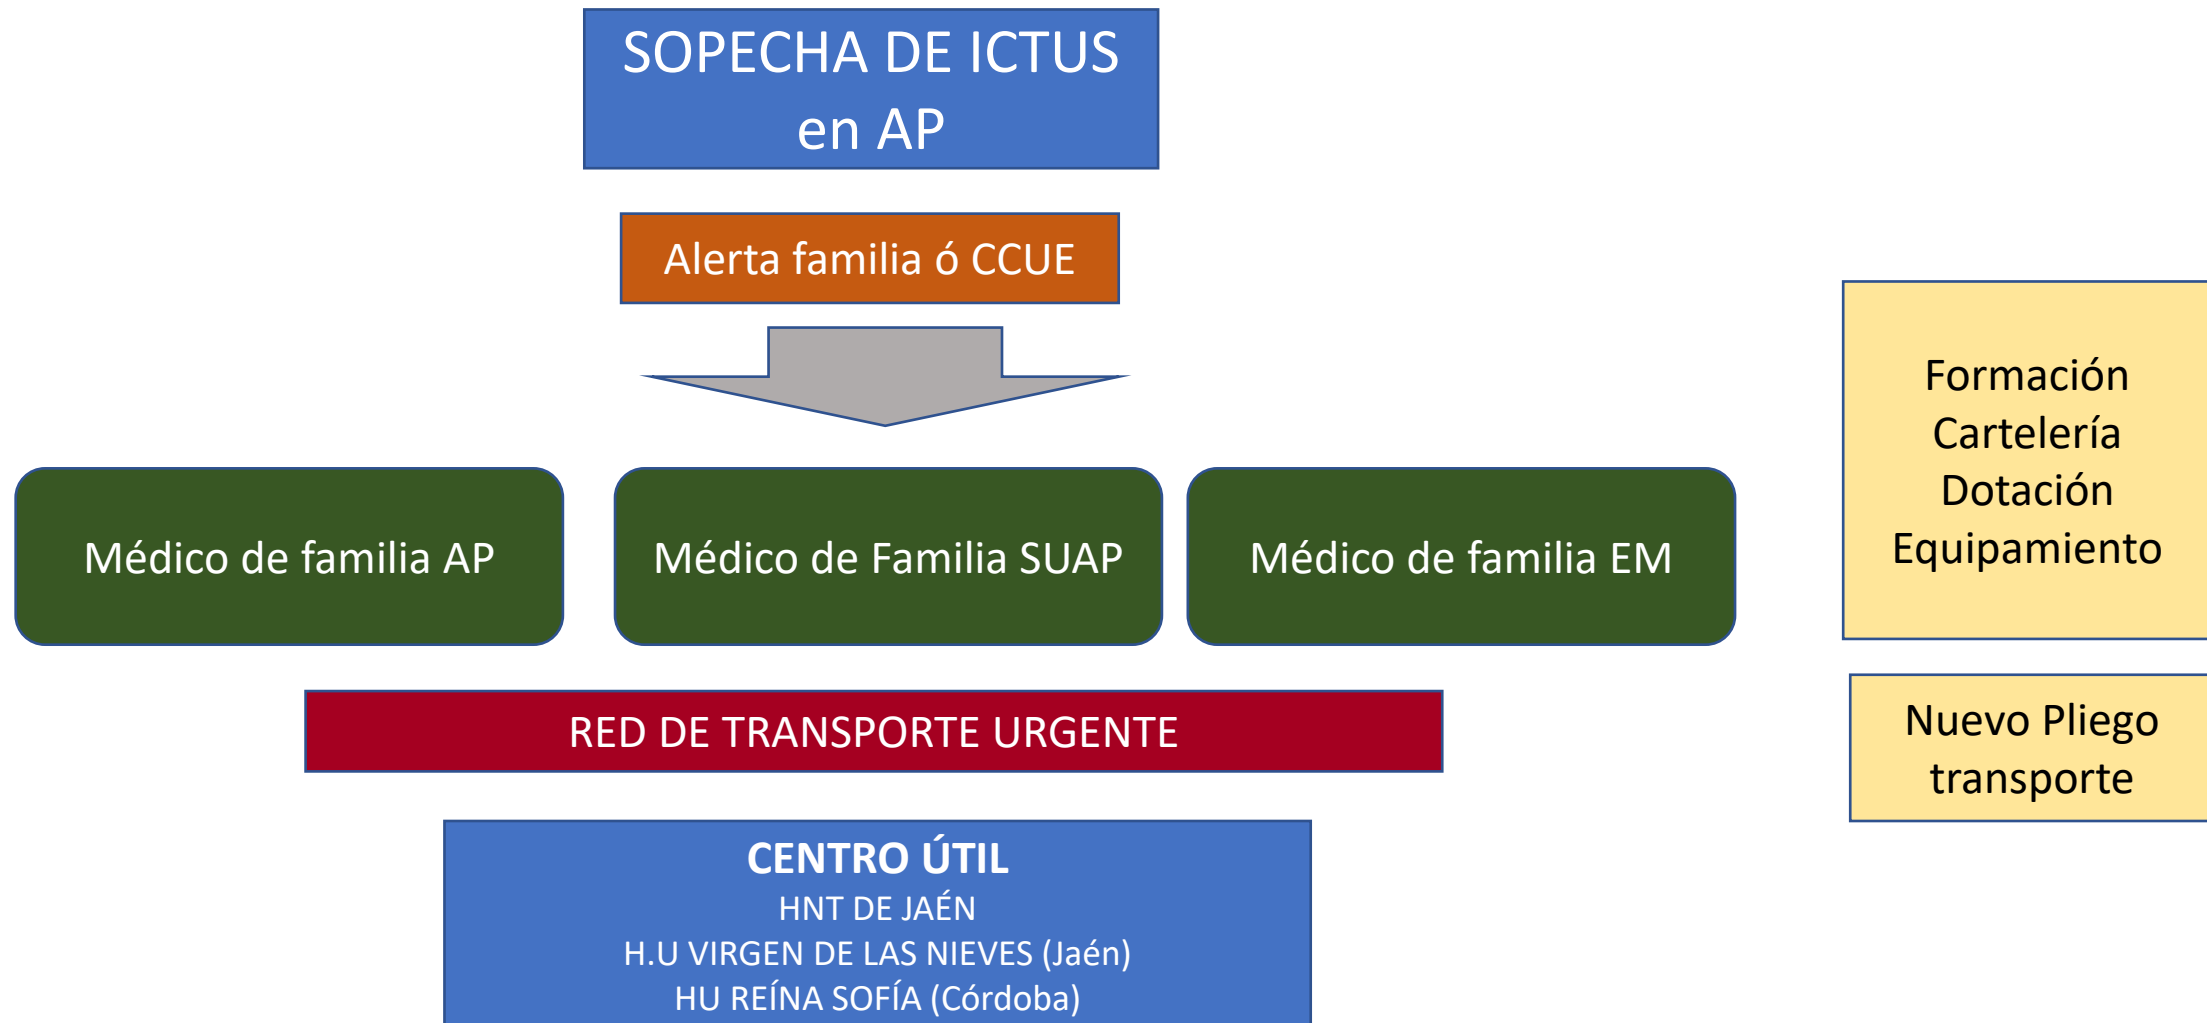 SOPECHA DE ICTUS
en AP
Alerta familia ó CCUE
Médico de familia AP
Médico de Familia SUAP
Médico de familia EM
RED DE TRANSPORTE URGENTE
CENTRO ÚTIL
HNT DE JAÉN
H.U VIRGEN DE LAS NIEVES (Jaén)
HU REÍNA SOFÍA (Córdoba)
Formación
Cartelería
Dotación
Equipamiento
Nuevo Pliego
transporte